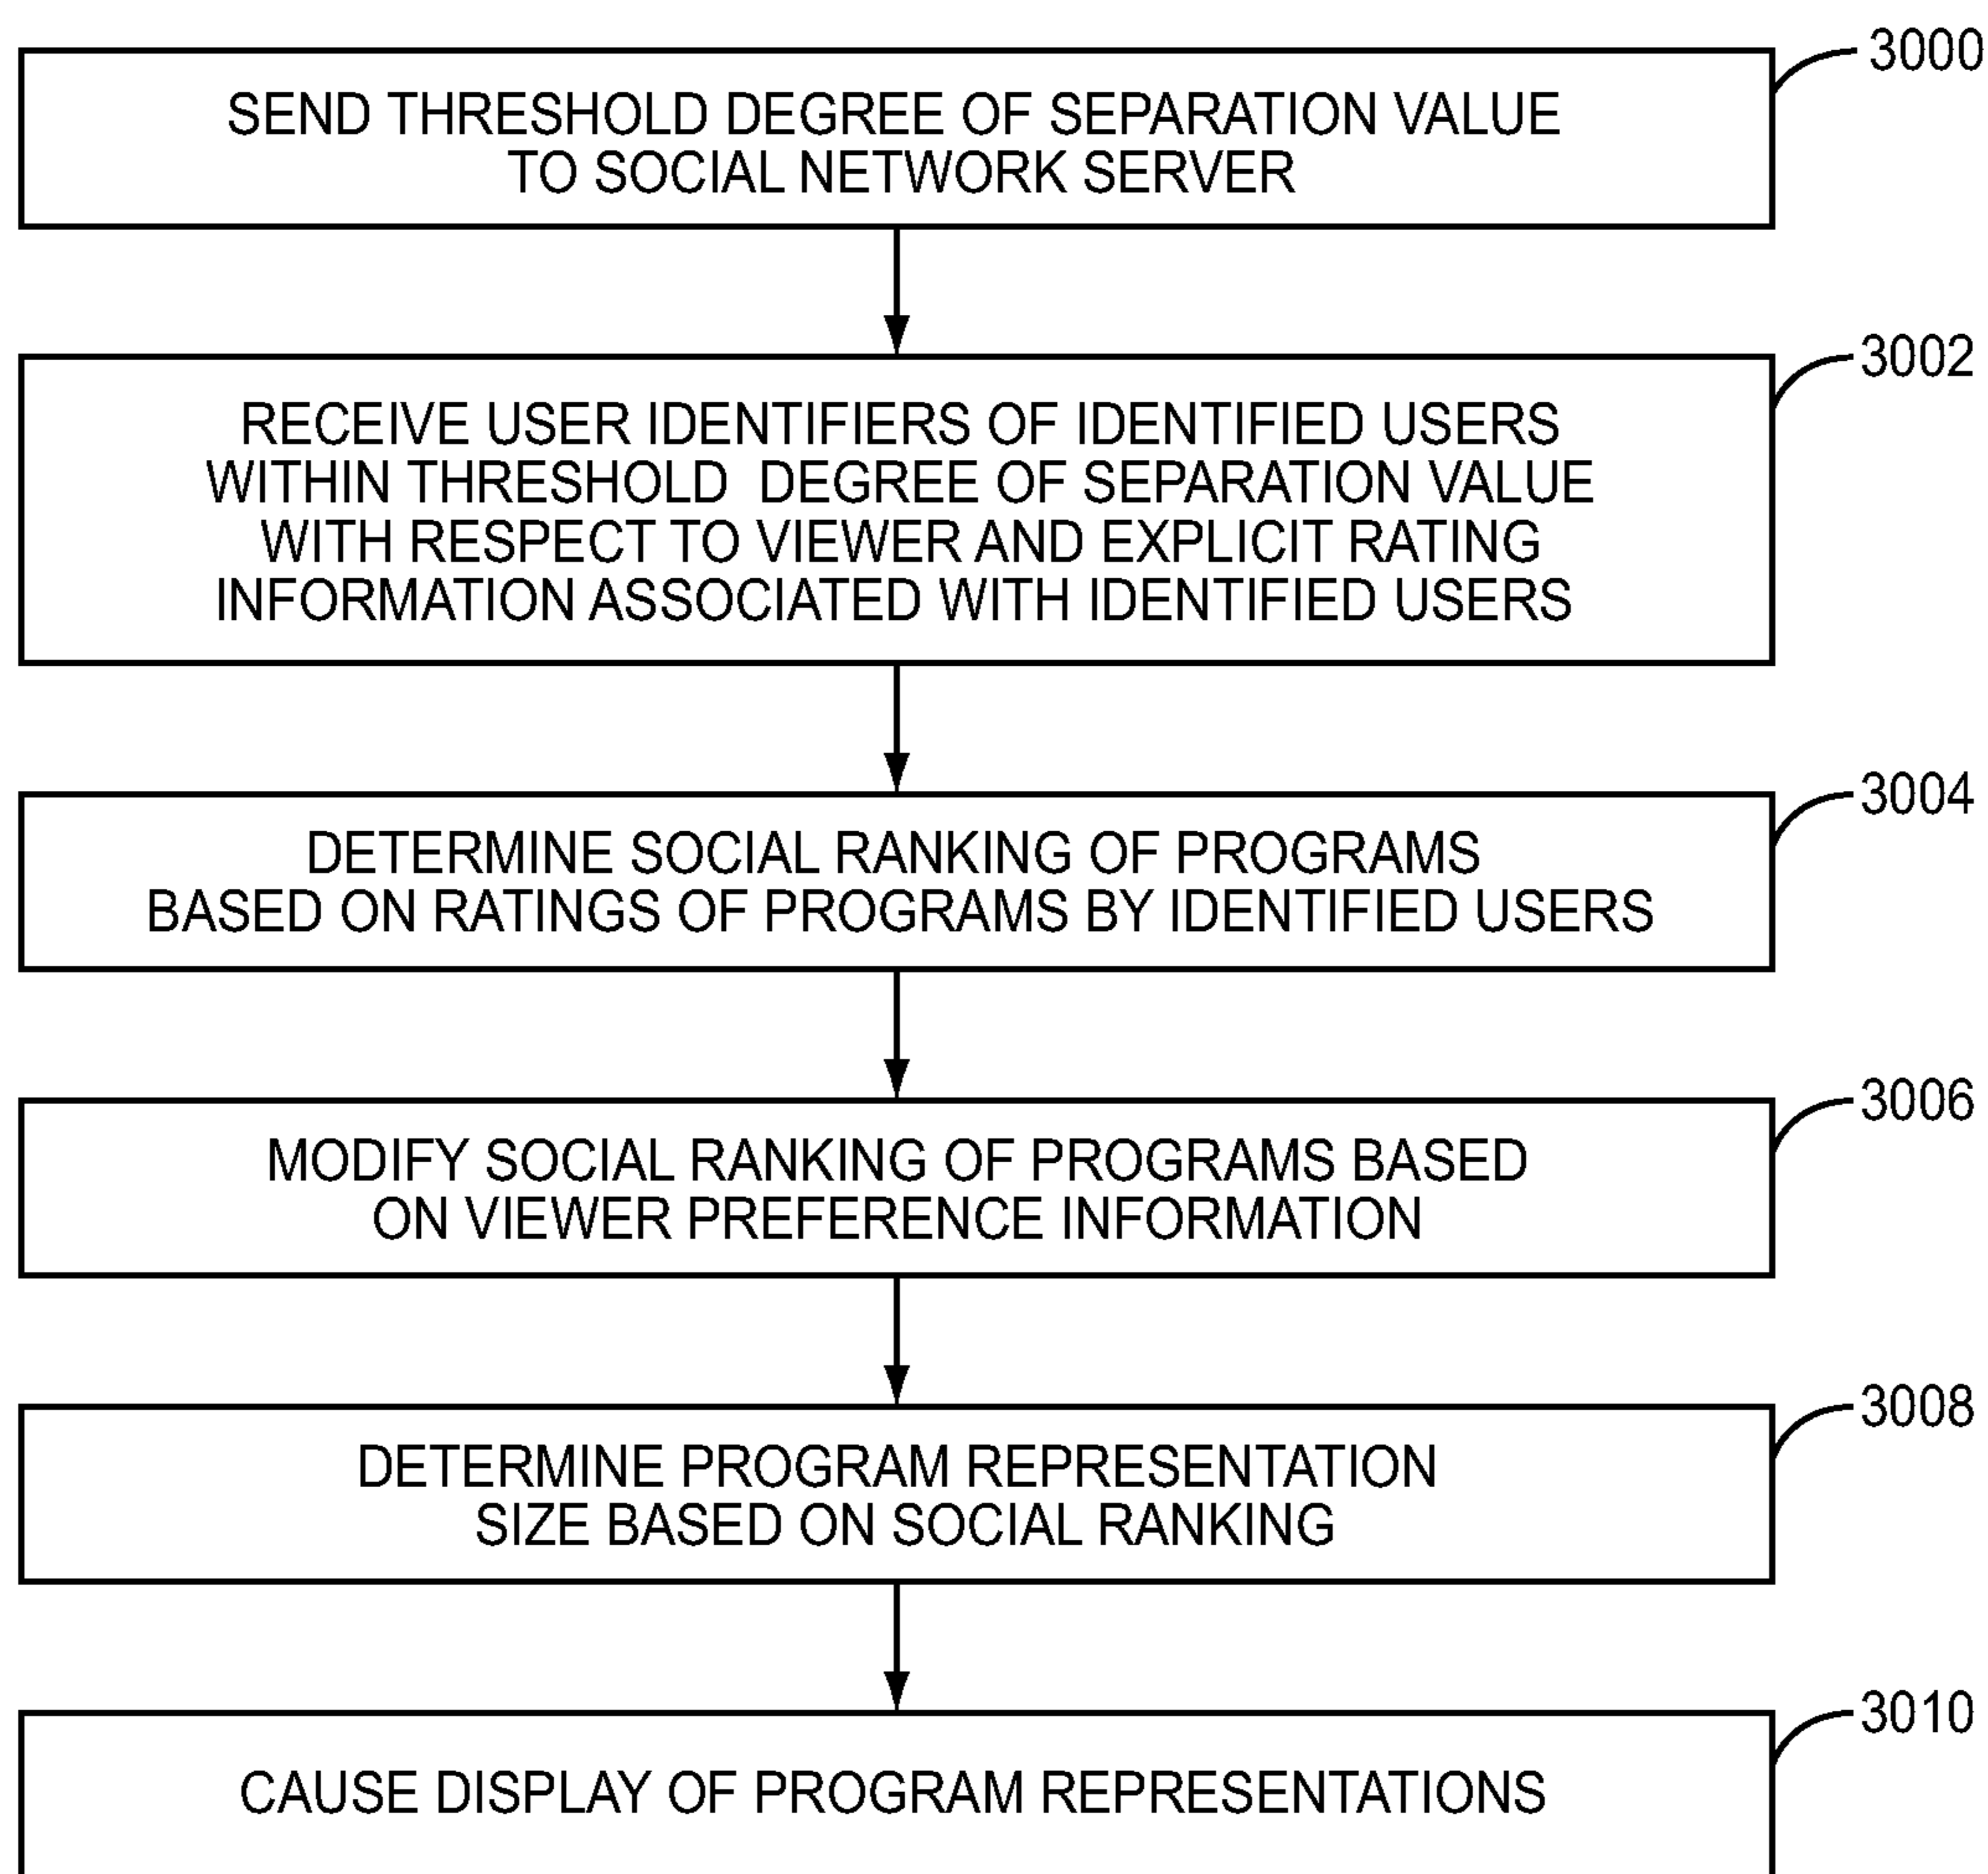 3000
SEND THRESHOLD DEGREE OF SEPARATION VALUE
TO SOCIAL NETWORK SERVER
3002
RECEIVE USER IDENTIFIERS OF IDENTIFIED USERS
WITHIN THRESHOLD DEGREE OF SEPARATION VALUE
WITH RESPECT TO VIEWER AND EXPLICIT RATING
INFORMATION ASSOCIATED WITH IDENTIFIED USERS
3004
DETERMINE SOCIAL RANKING OF PROGRAMS
BASED ON RATINGS OF PROGRAMS BY IDENTIFIED USERS
3006
MODIFY SOCIAL RANKING OF PROGRAMS BASED
ON VIEWER PREFERENCE INFORMATION
3008
DETERMINE PROGRAM REPRESENTATION
SIZE BASED ON SOCIAL RANKING
3010
CAUSE DISPLAY OF PROGRAM REPRESENTATIONS